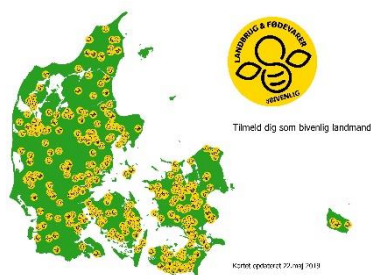 LANDBRUG & FØDEVARER
#BIVENLIG
Tilmeld dig som bivenlig landmand
Kortet opdateret 22.maj 2019